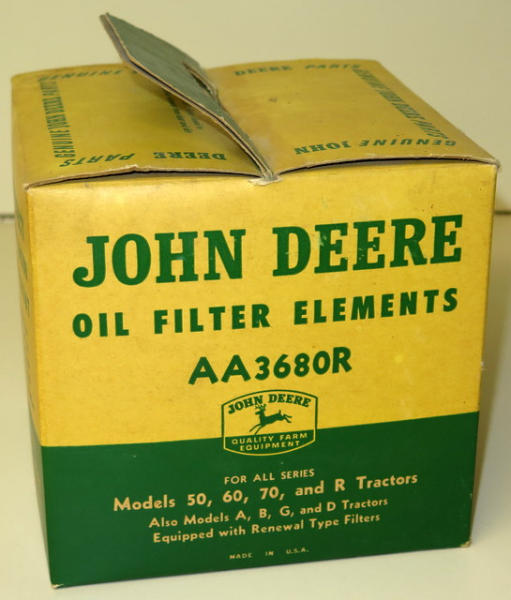 GENUINE JOHN DEERE PARTS
DEERE PARTS
GENUINE JOHN
DEERE PARTS
JOHN DEERE
OIL FILTER ELEMENTS
AA3680R
JOHN DEERE
QUALITY FARM
EQUIPMENT
FOR ALL SERIES
Models 50, 60, 70, and R Tractors
Also Models A, B, G, and D Tractors
Equipped with Renewal Type Filters
MADE IN U.S.A.